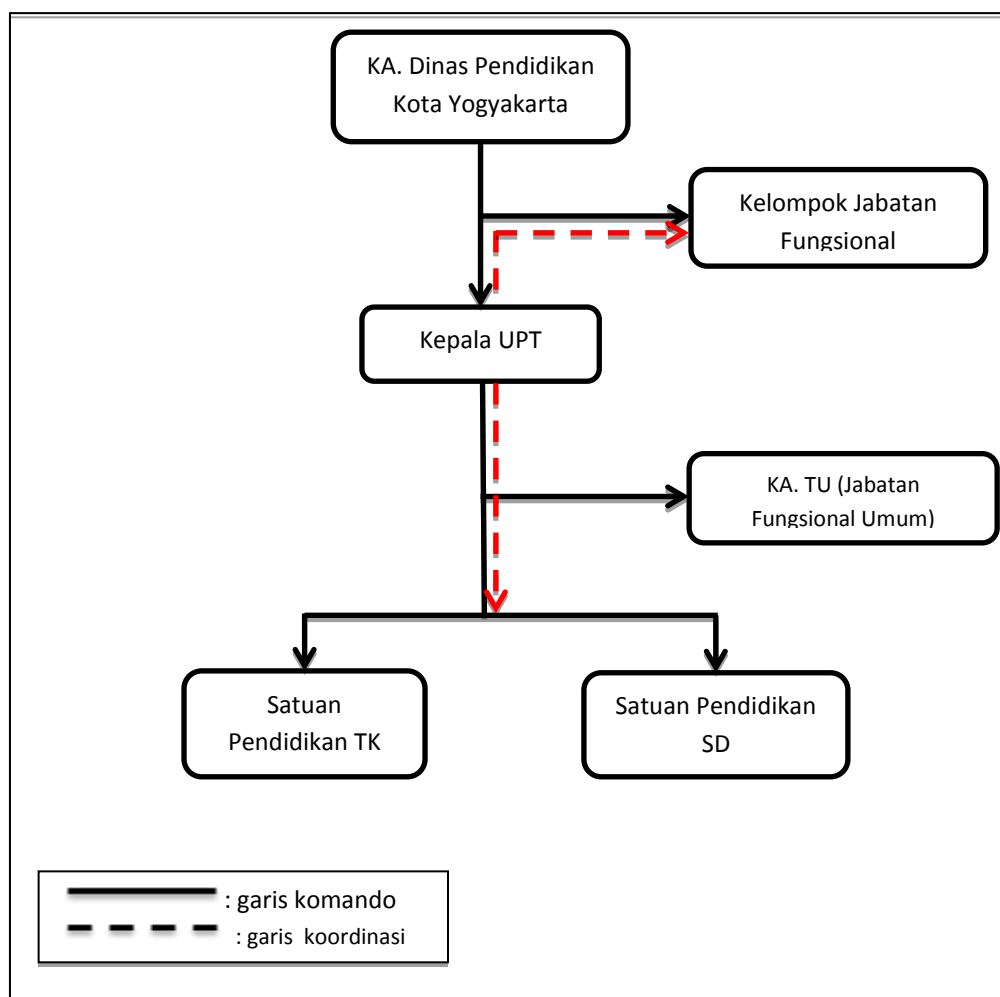 KA. Dinas Pendidikan
Kota Yogyakarta
Kelompok Jabatan
Fungsional
Kepala UPT
KA. TU (Jabatan
Fungsional Umum)
Satuan
Pendidikan TK
Satuan Pendidikan
SD
: garis komando
: garis koordinasi